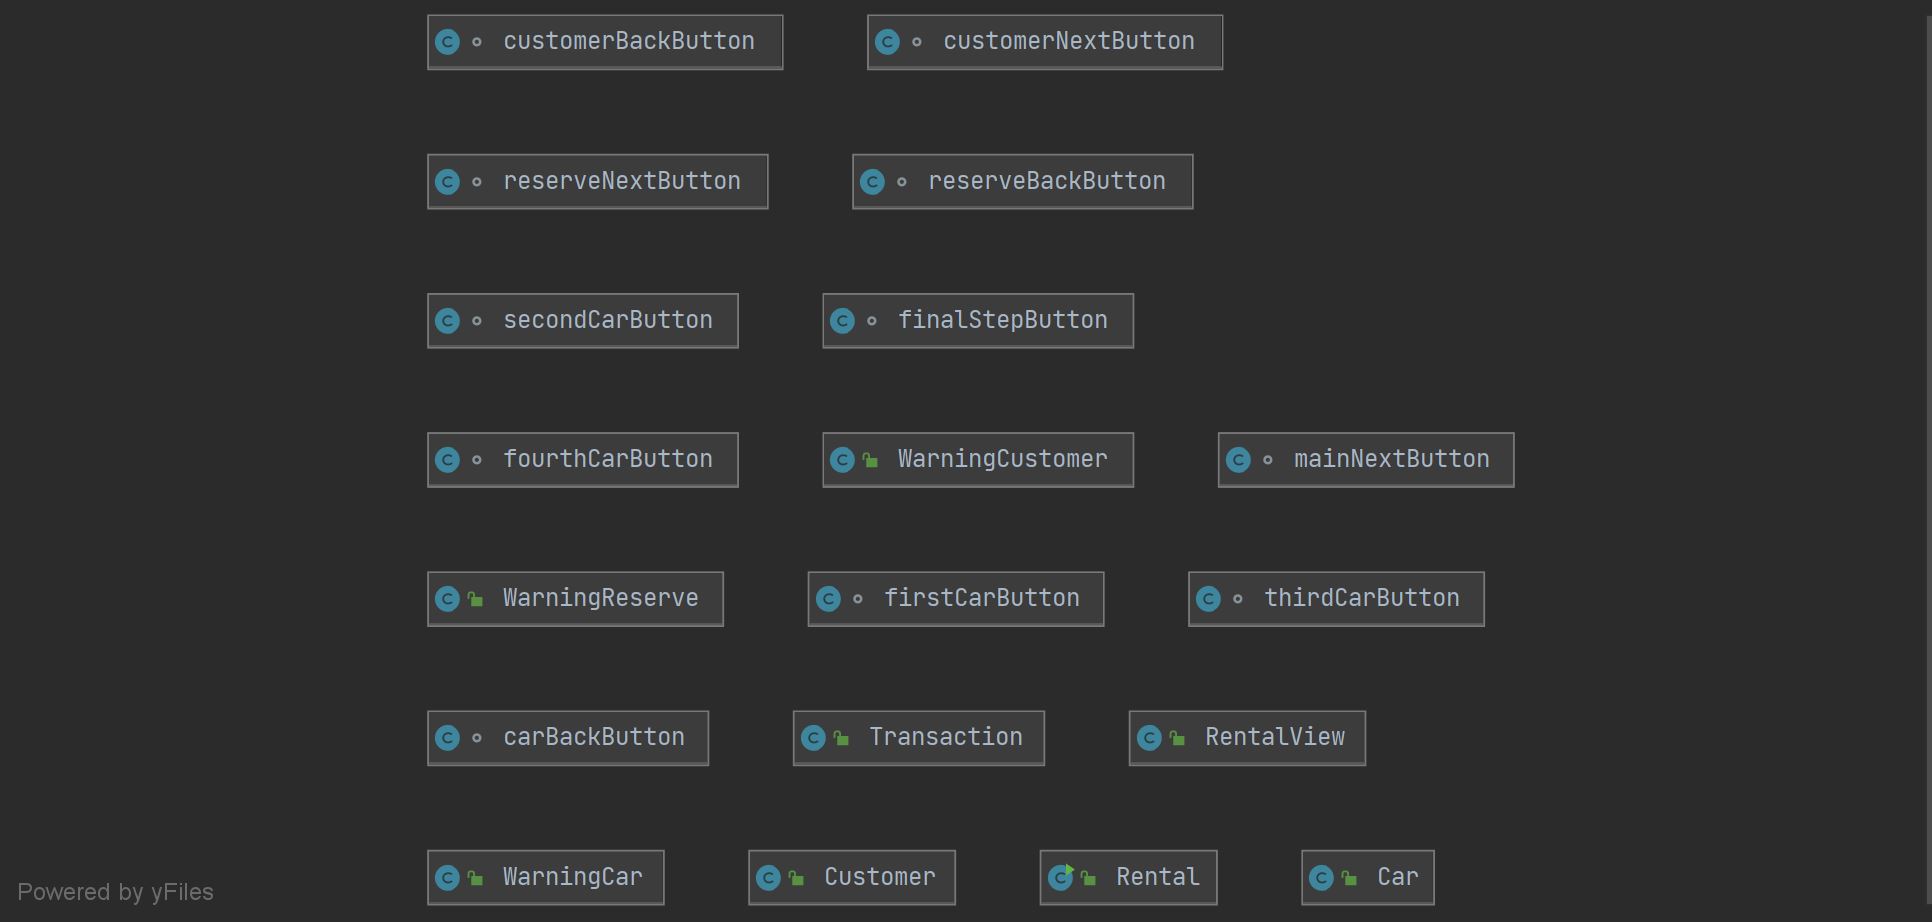 customerBackButton customerNextButton
reserveNextButton reserveBackButton
secondCarButton finalStepButton
fourthCarButton WarningCustomer mainNextButton
WarningReserve firstCarButton thirdCarButton
carBackButton Transaction RentalView
WarningCar Customer Rental Car
Powered by yFiles